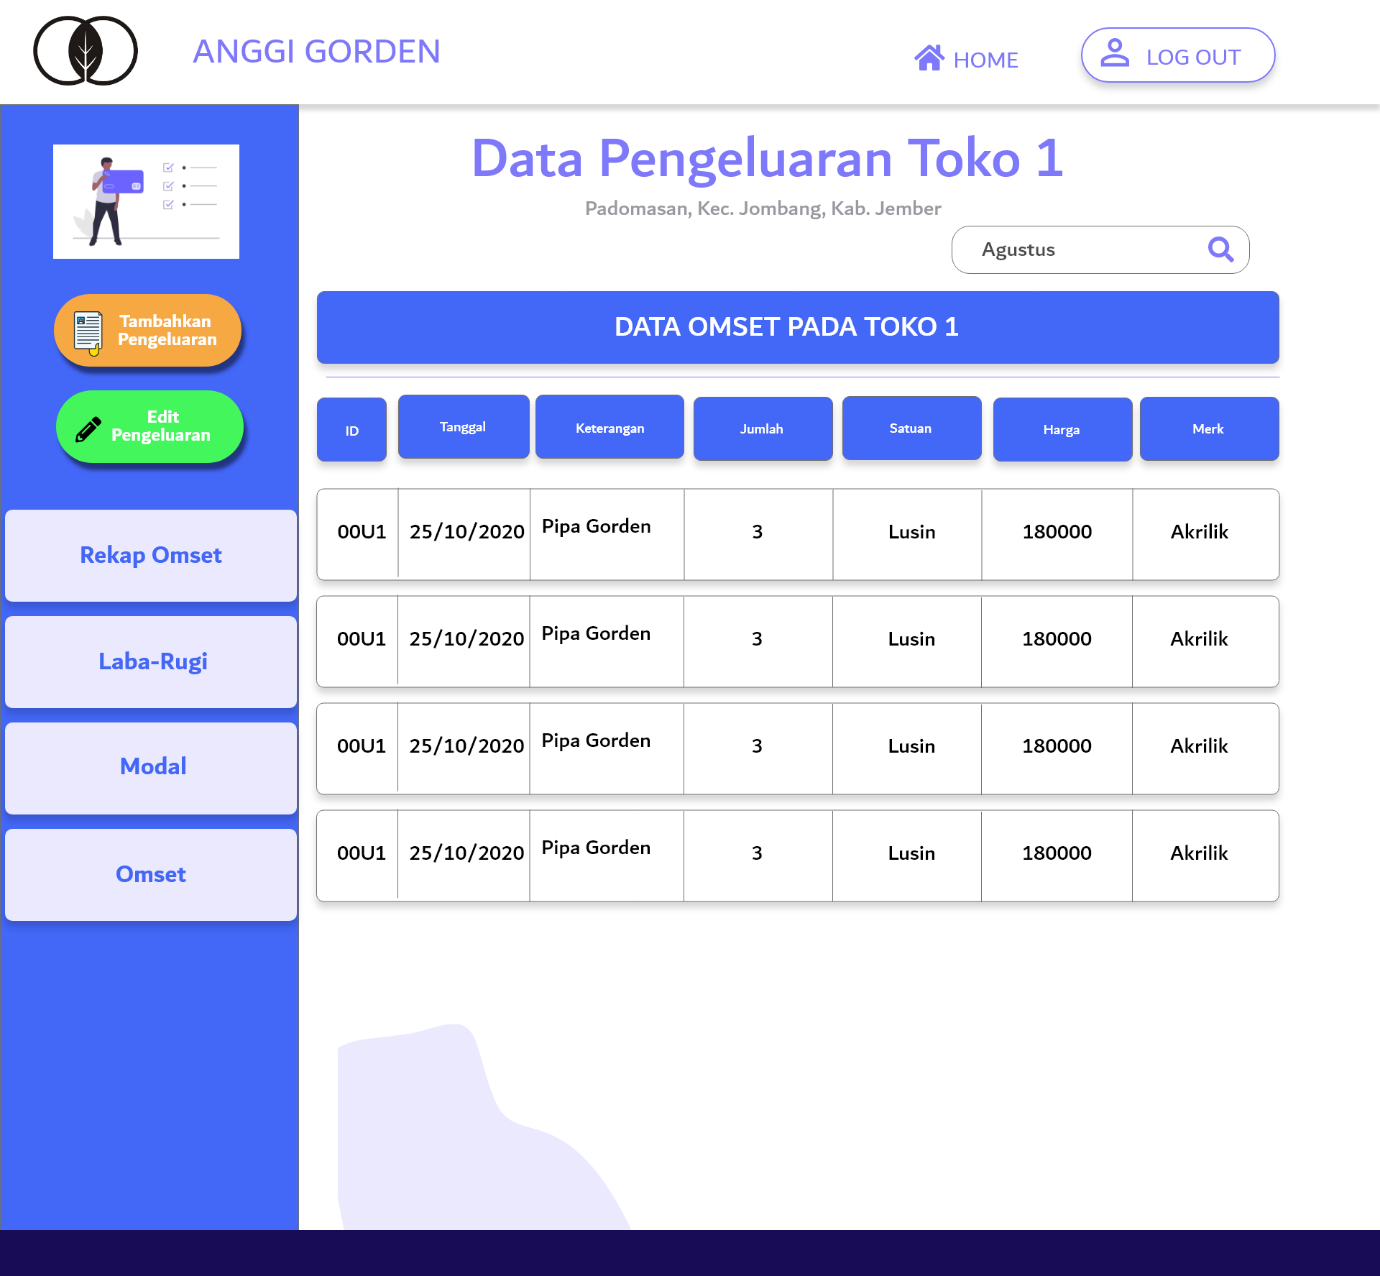 ANGGI GORDEN
HOME
LOG OUT
Data Pengeluaran Toko 1
Padomasan, Kec. Jombang, Kab. Jember
Agustus
Tambahkan
Pengeluaran
Edit
Pengeluaran
Rekap Omset
Laba-Rugi
Modal
Omset
DATA OMSET PADA TOKO 1
ID Tanggal Keterangan Jumlah Satuan Harga Merk
00U1 25/10/2020 Pipa Gorden 3 Lusin 180000 Akrilik
00U1 25/10/2020 Pipa Gorden 3 Lusin 180000 Akrilik
00U1 25/10/2020 Pipa Gorden 3 Lusin 180000 Akrilik
00U1 25/10/2020 Pipa Gorden 3 Lusin 180000 Akrilik